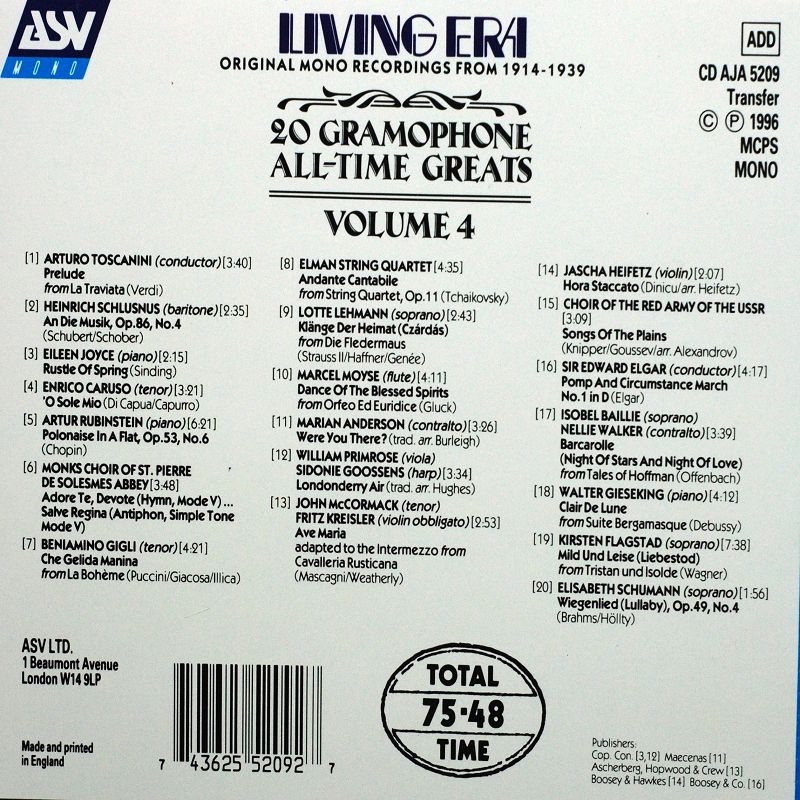 ASV
MONO
LIVING ERA
ORIGINAL MONO RECORDINGS FROM 1914-1939
ADD
CD AJA 5209
Transfer
© ℗ 1996
MCPS
MONO
20 GRAMOPHONE
ALL-TIME GREATS
VOLUME 4
[1] ARTURO TOSCANINI (conductor)[3:40]
Prelude
from La Traviata (Verdi)
[2] HEINRICH SCHLUSNUS (baritone) [2:35]
An Die Musik, Op.86, No.4
(Schubert/Schober)
[3] EILEEN JOYCE (piano)[2:15]
Rustle Of Spring (Sinding)
[4] ENRICO CARUSO (tenor) [3:21]
'O Sole Mio (Di Capua/Capurro)
[5] ARTUR RUBINSTEIN (piano)[6:21]
Polonaise In A Flat, Op.53, No.6
(Chopin)
[6] MONKS CHOIR OF ST. PIERRE
DE SOLESMES ABBEY[3:48]
Adore Te, Devote (Hymn, Mode V) ...
Salve Regina (Antiphon, Simple Tone
Mode V)
[7] BENIAMINO GIGLI (tenor)[4:21]
Che Gelida Manina
from La Bohème (Puccini/Giacosa/Illica)
[8] ELMAN STRING QUARTET[4:35]
Andante Cantabile
from String Quartet, Op.11 (Tchaikovsky)
[9] LOTTE LEHMANN (soprano)[2:43]
Klänge Der Heimat (Czárdás)
from Die Fledermaus
(Strauss II/Haffner/Genée)
[10] MARCEL MOYSE (flute)[4:11]
Dance Of The Blessed Spirits
from Orfeo Ed Euridice (Gluck)
[11] MARIAN ANDERSON (contralto)[3:26]
Were You There? (trad. arr. Burleigh)
[12] WILLIAM PRIMROSE (viola)
SIDONIE GOOSSENS (harp)[3:34]
Londonderry Air (trad. arr. Hughes)
[13] JOHN McCORMACK (tenor)
FRITZ KREISLER (violin obbligato)[2:53]
Ave Maria
adapted to the Intermezzo from
Cavalleria Rusticana
(Mascagni/Weatherly)
[14] JASCHA HEIFETZ (violin)[2:07]
Hora Staccato (Dinicu/arr. Heifetz)
[15] CHOIR OF THE RED ARMY OF THE USSR
[3:09]
Songs Of The Plains
(Knipper/Goussev/arr. Alexandrov)
[16] SIR EDWARD ELGAR (conductor)[4:17]
Pomp And Circumstance March
No.1 in D (Elgar)
[17] ISOBEL BAILLIE (soprano)
NELLIE WALKER (contralto)[3:39]
Barcarolle
(Night Of Stars And Night Of Love)
from Tales of Hoffman (Offenbach)
[18] WALTER GIESEKING (piano)[4:12]
Clair De Lune
from Suite Bergamasque (Debussy)
[19] KIRSTEN FLAGSTAD (soprano)[7:38]
Mild Und Leise (Liebestod)
from Tristan und Isolde (Wagner)
[20] ELISABETH SCHUMANN (soprano)[1:56]
Wiegenlied (Lullaby), Op.49, No.4
(Brahms/Höllty)
ASV LTD.
1 Beaumont Avenue
London W14 9LP
Made and printed
in England
7 43625 52092 7
TOTAL
75·48
TIME
Publishers:
Cop. Con. [3,12] Maecenas [11]
Ascherberg, Hopwood & Crew [13]
Boosey & Hawkes [14] Boosey & Co. [16]